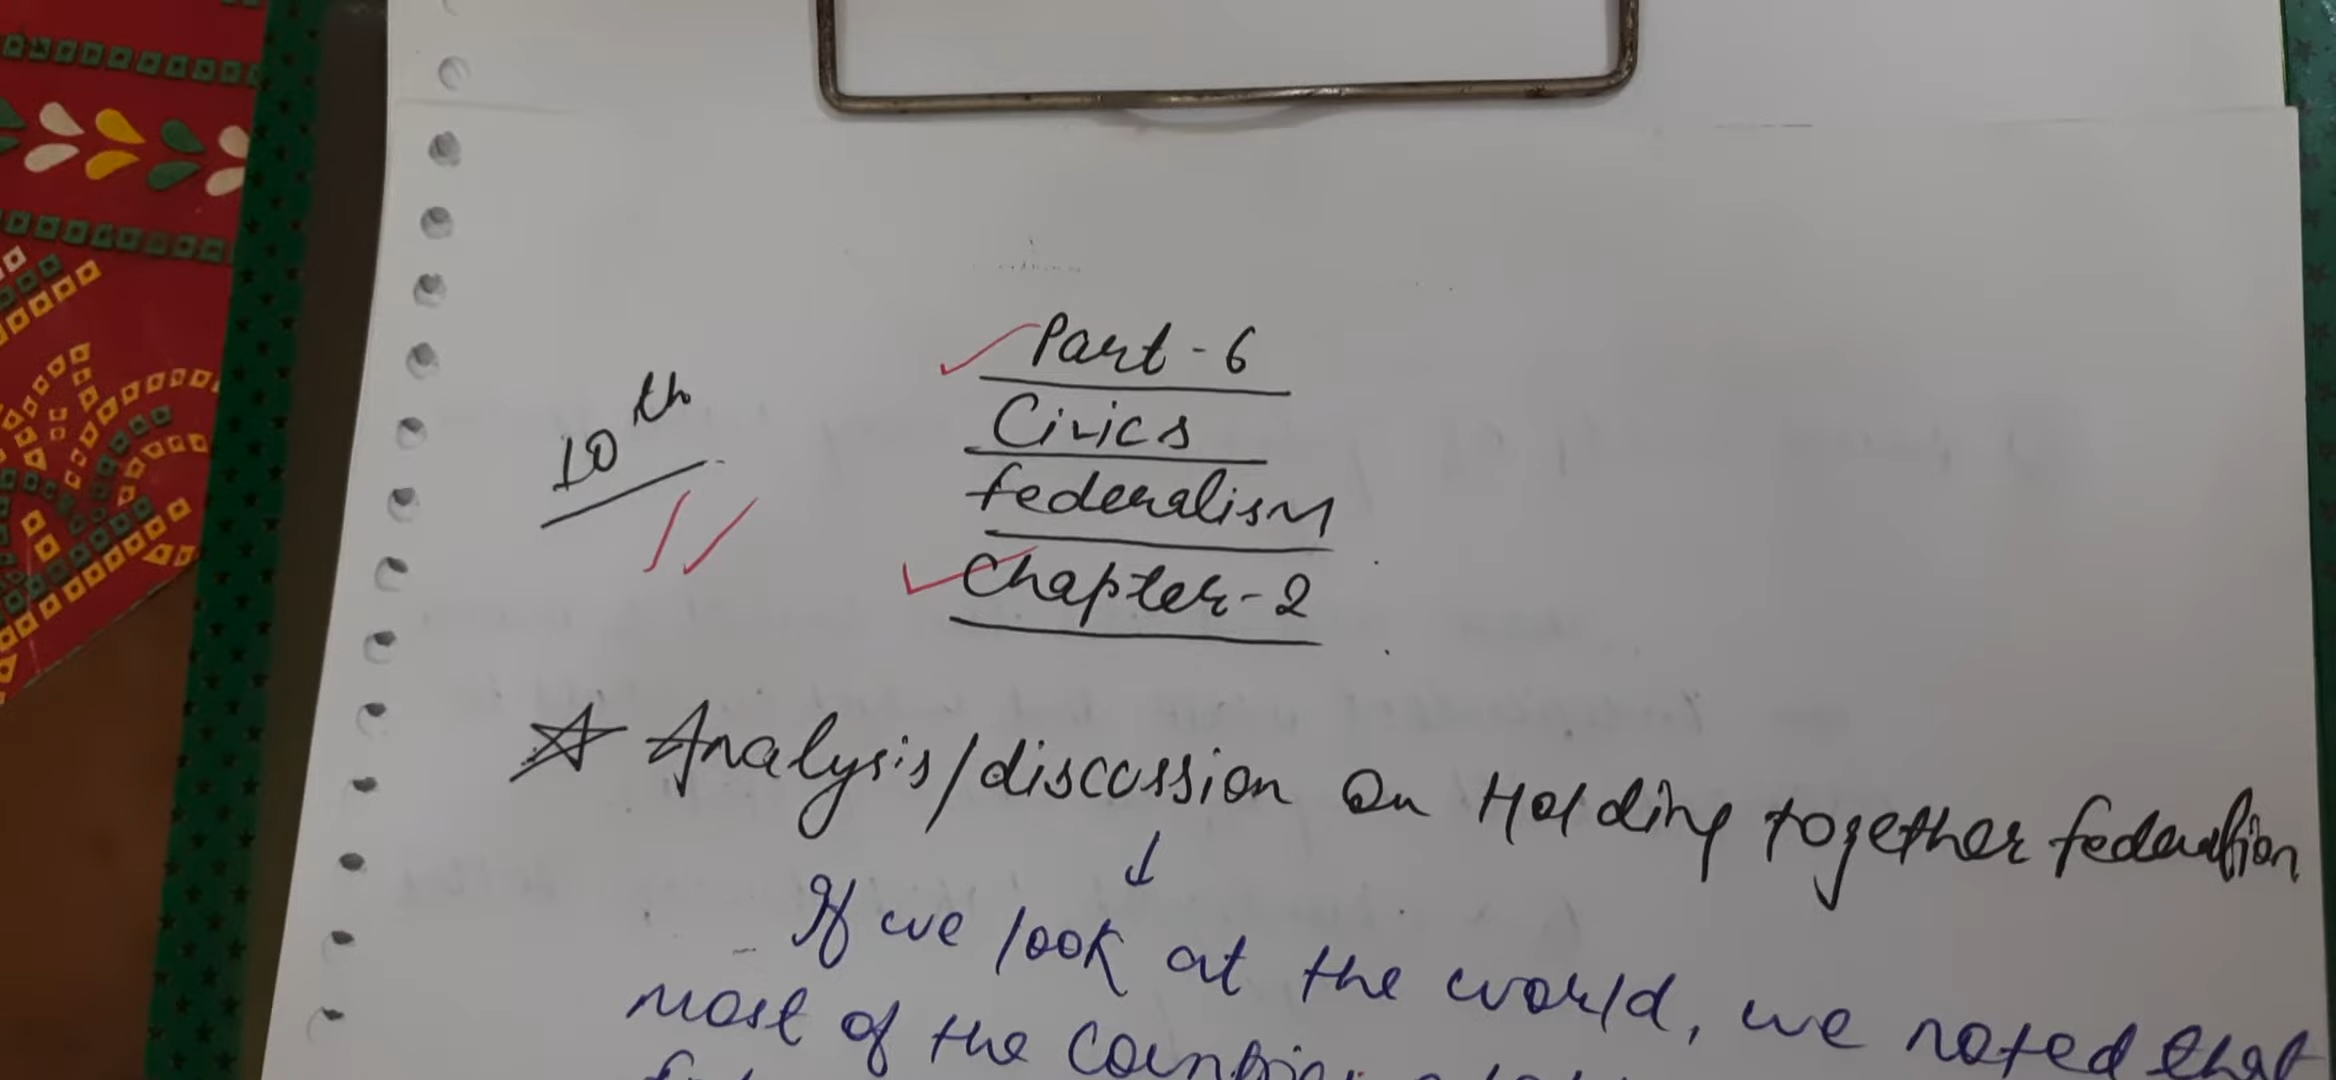 Part - 6
Civics
10th
federalism
Chapter - 2
Analysis/discussion on Holding together federation
If we look at the world, we noted that
most of the